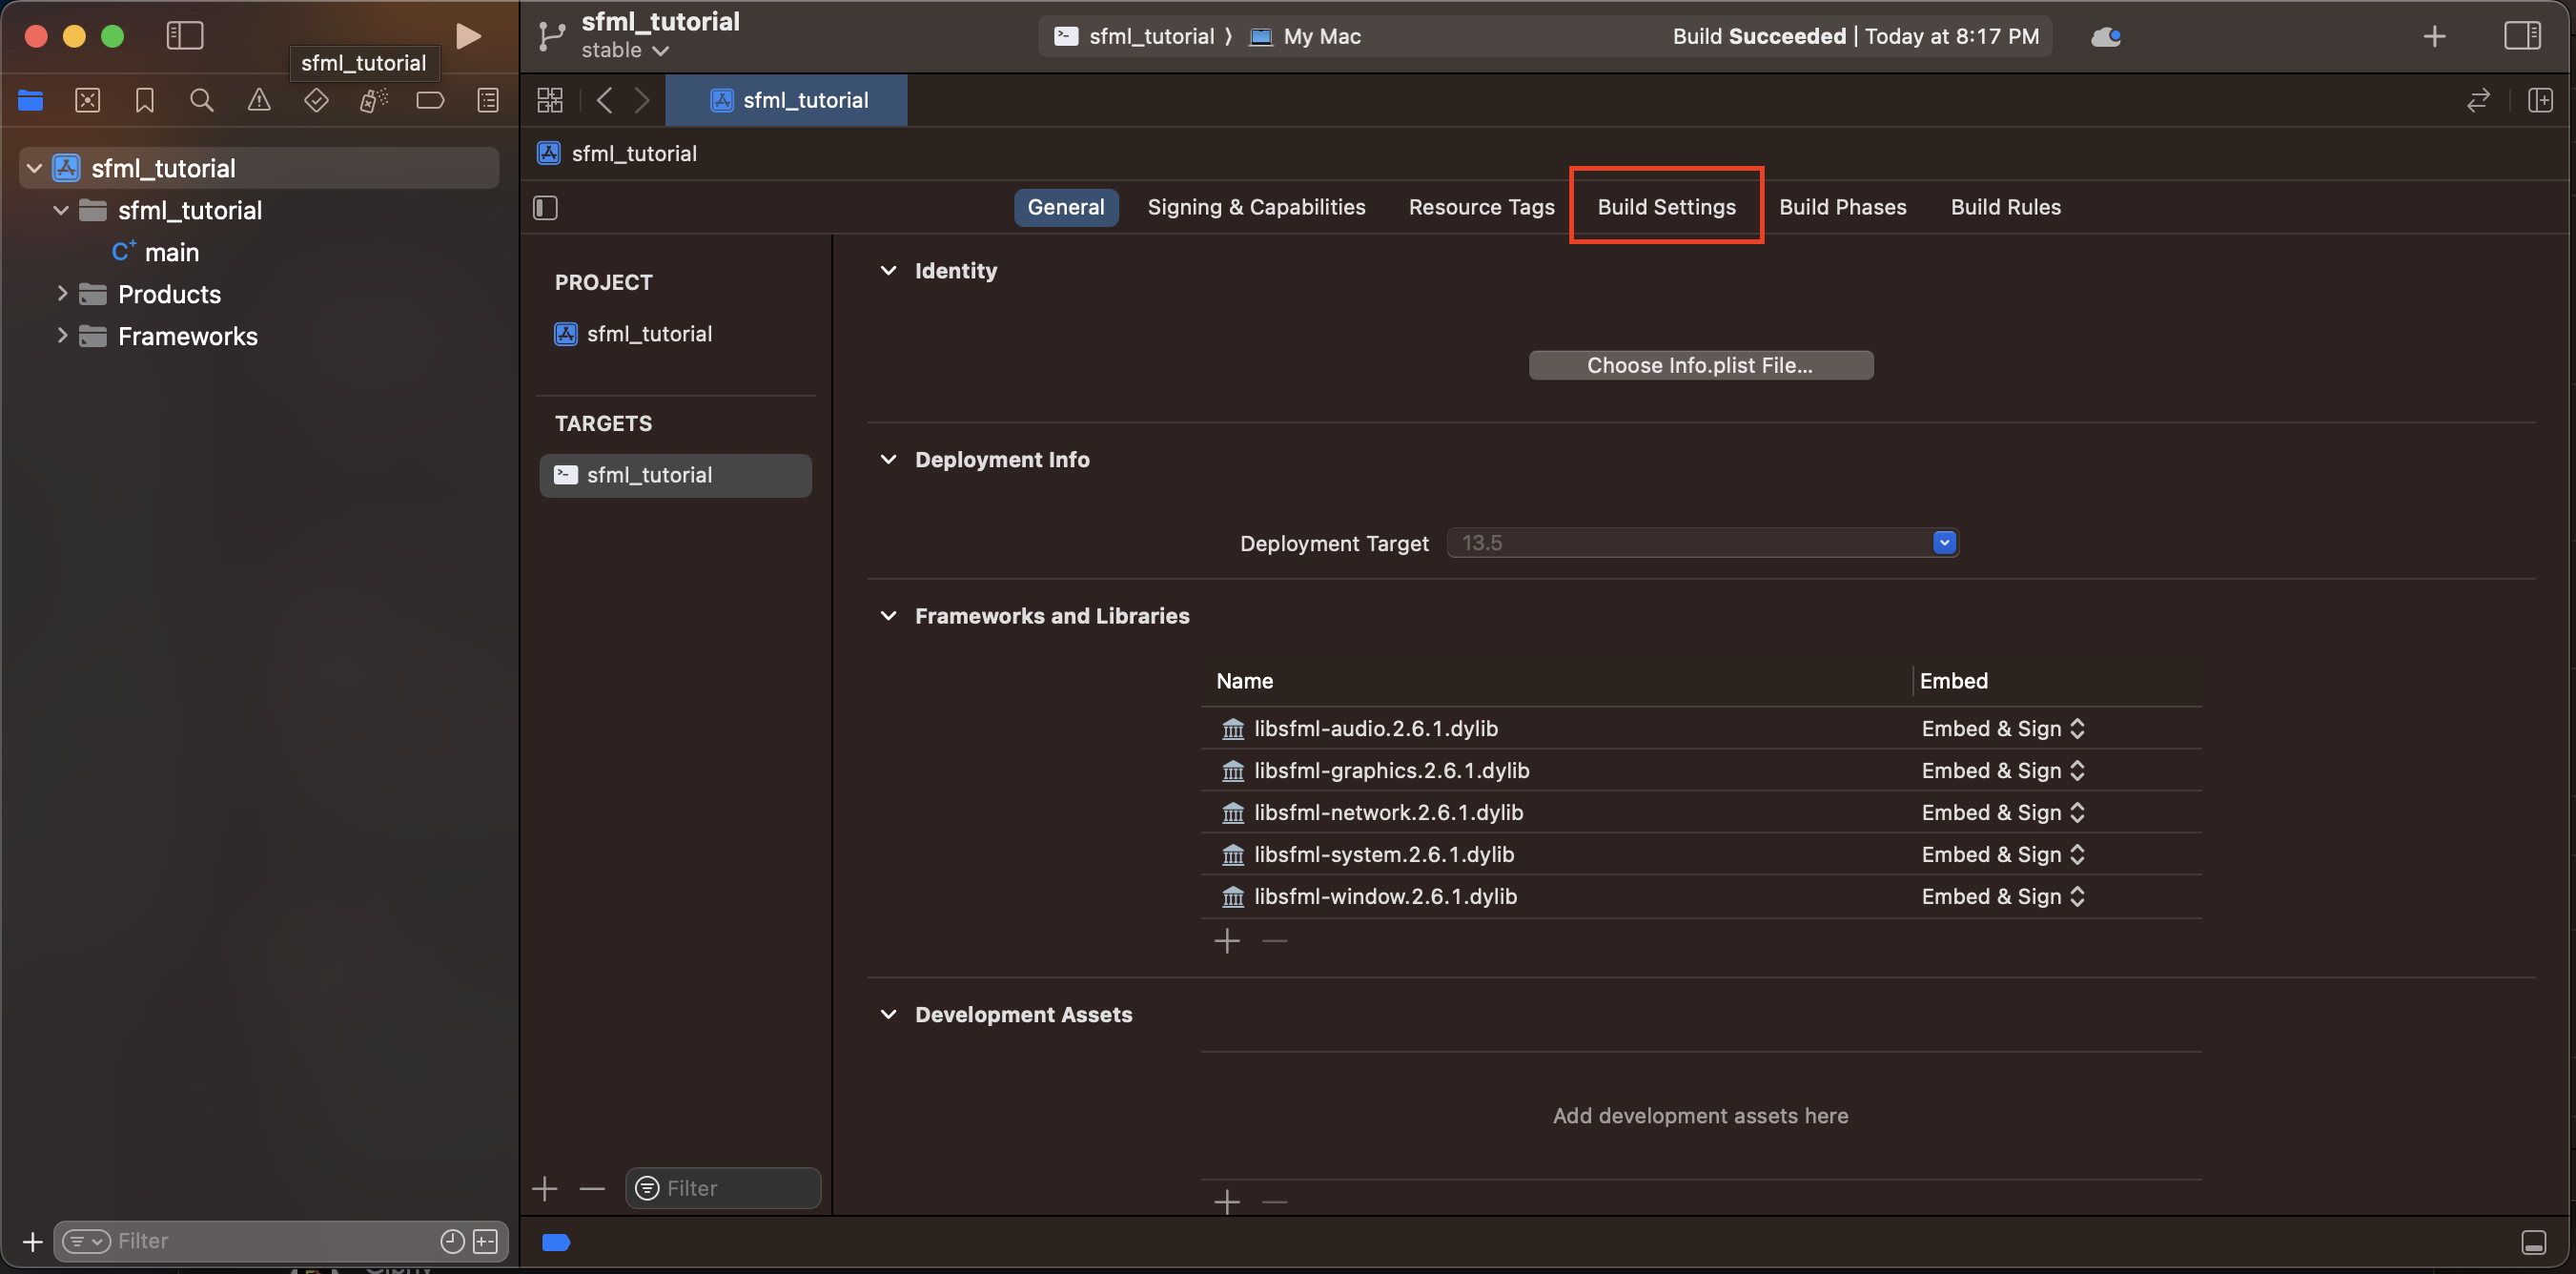 sfml_tutorial
stable
sfml_tutorial
sfml_tutorial ⟩ My Mac
Build Succeeded | Today at 8:17 PM
sfml_tutorial
sfml_tutorial
General
Signing & Capabilities
Resource Tags
Build Settings
Build Phases
Build Rules
sfml_tutorial
sfml_tutorial
main
Products
Frameworks
Filter
PROJECT
sfml_tutorial
TARGETS
sfml_tutorial
Filter
Identity
Choose Info.plist File...
Deployment Info
Deployment Target 13.5
Frameworks and Libraries
Name Embed
libsfml-audio.2.6.1.dylib Embed & Sign
libsfml-graphics.2.6.1.dylib Embed & Sign
libsfml-network.2.6.1.dylib Embed & Sign
libsfml-system.2.6.1.dylib Embed & Sign
libsfml-window.2.6.1.dylib Embed & Sign
Development Assets
Add development assets here